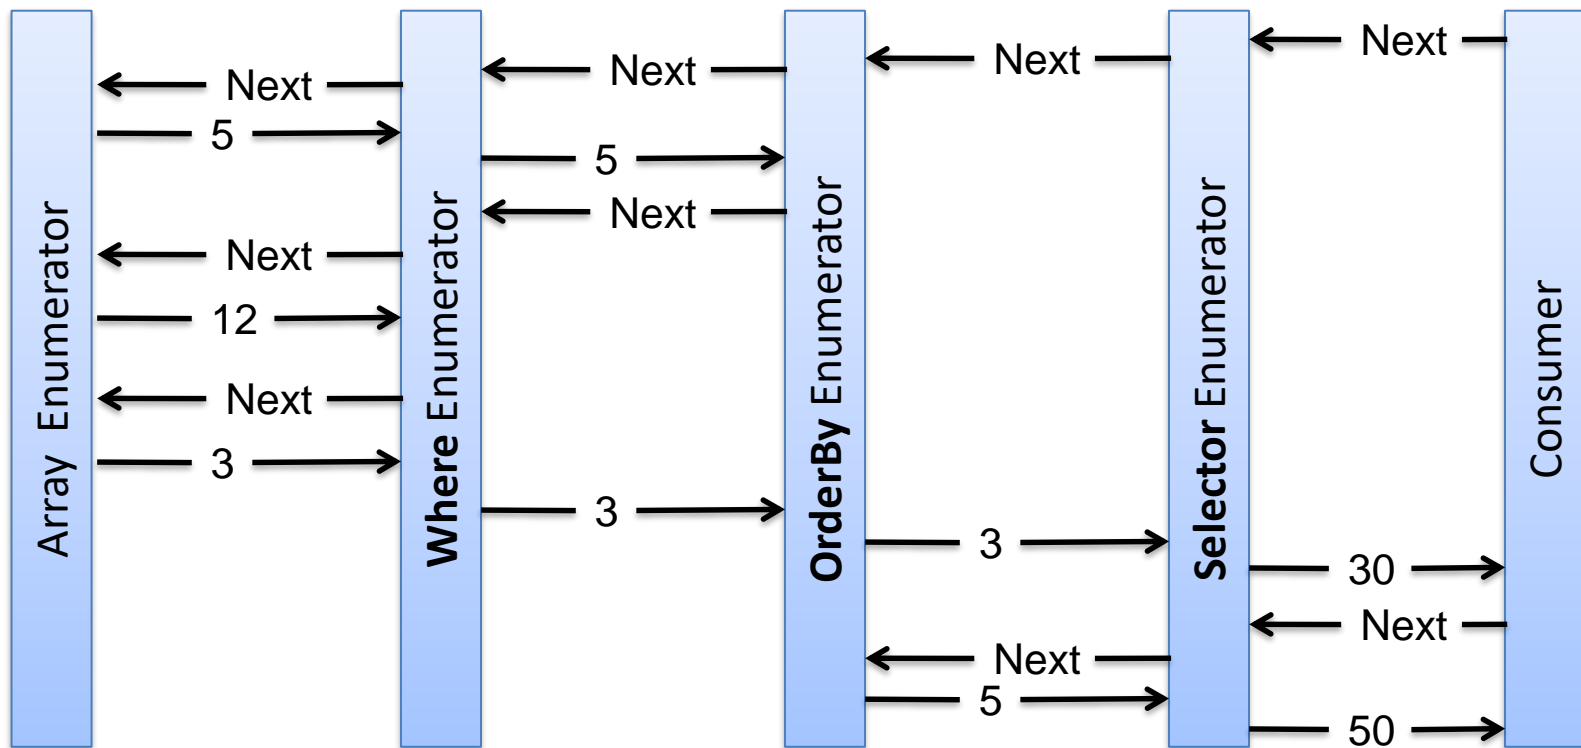 Next
Next
Next
Next
5
5
Next
Next
12
Next
3
3
3
30
Next
Next
5
50
Array Enumerator
Where Enumerator
OrderBy Enumerator
Selector Enumerator
Consumer